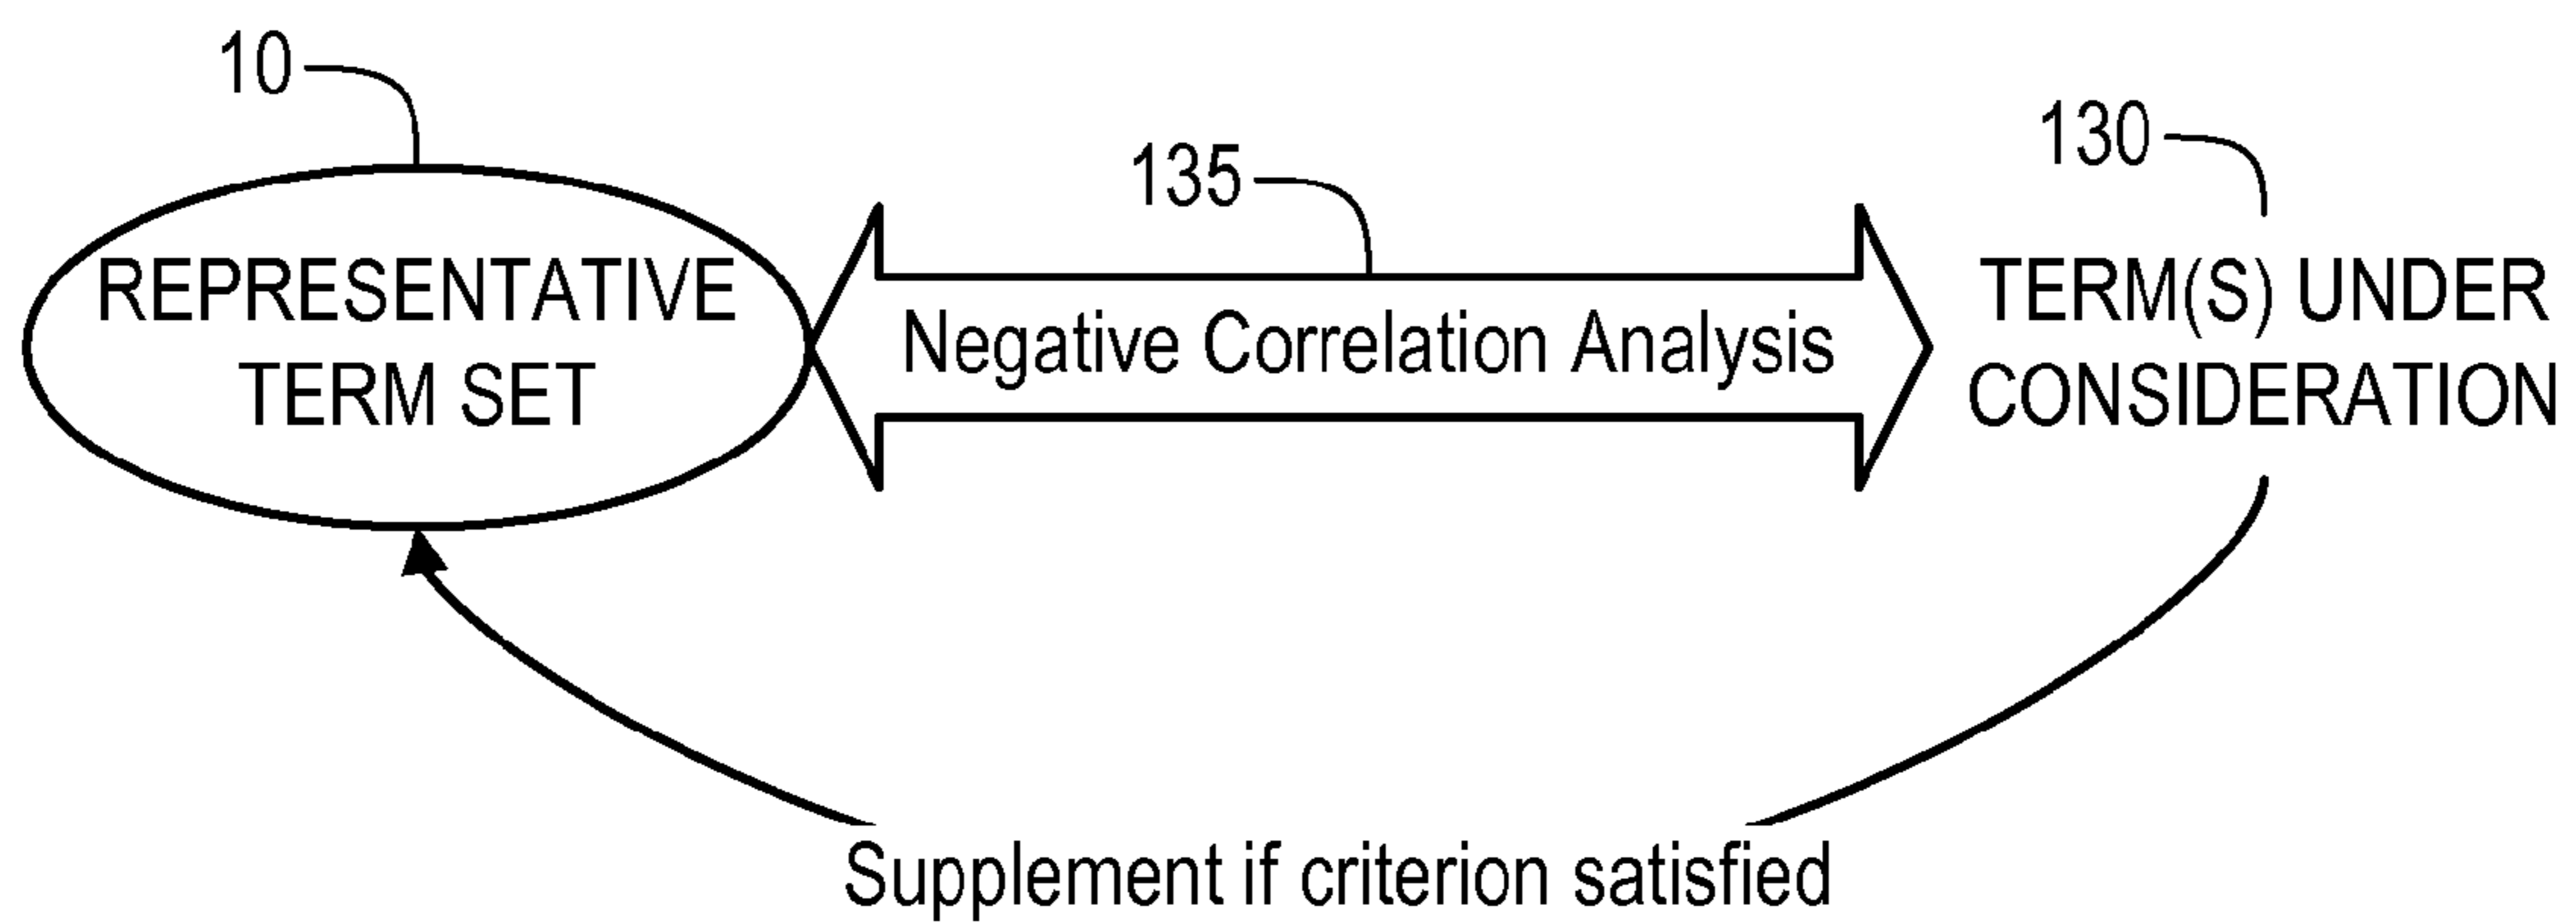 10
130
135
REPRESENTATIVE
TERM SET
Negative Correlation Analysis
TERM(S) UNDER
CONSIDERATION
Supplement if criterion satisfied